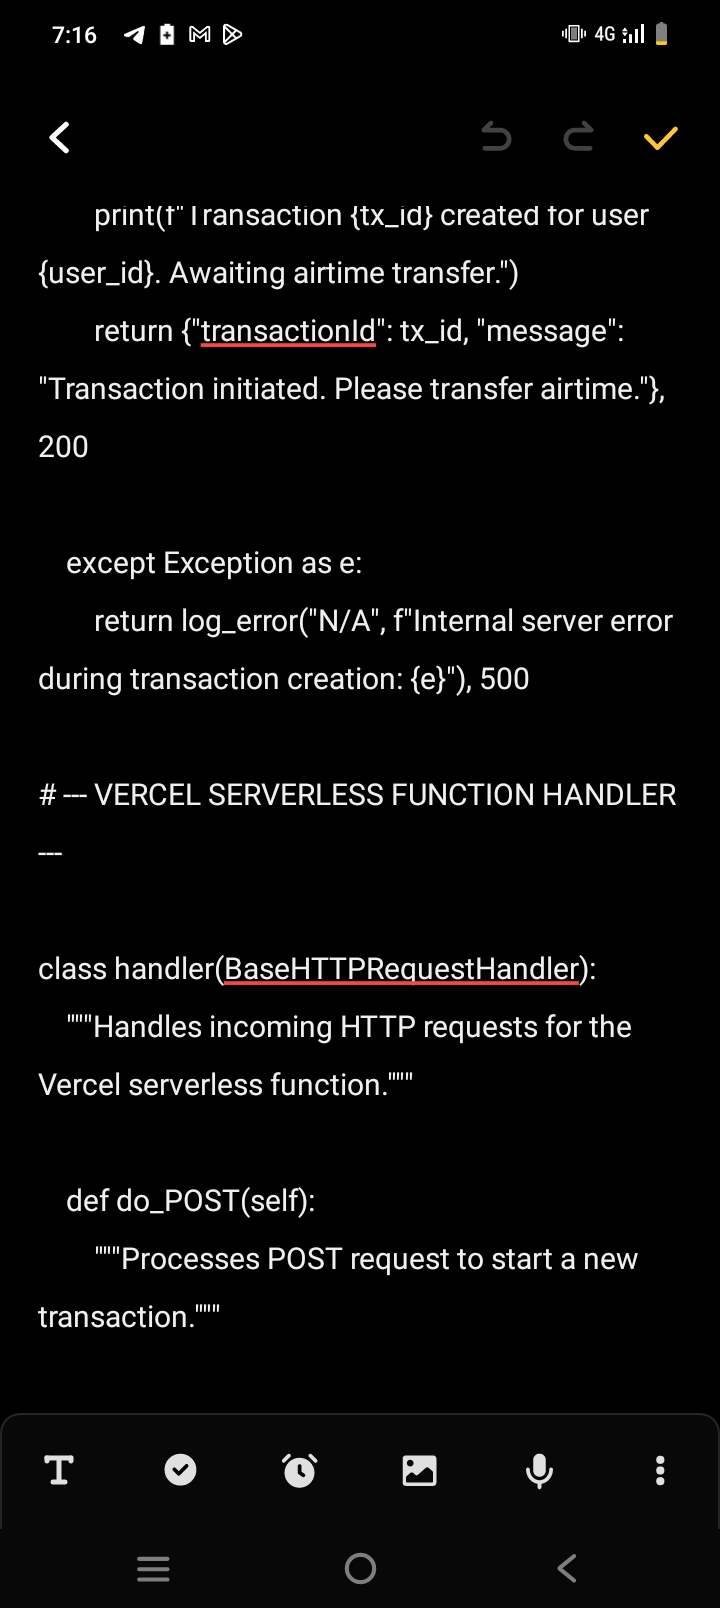 7:16
4G
print(f"Transaction {tx_id} created for user
{user_id}. Awaiting airtime transfer.")
return {"transactionId": tx_id, "message":
"Transaction initiated. Please transfer airtime."},
200
except Exception as e:
return log_error("N/A", f"Internal server error
during transaction creation: {e}"), 500
# --- VERCEL SERVERLESS FUNCTION HANDLER
---
class handler(BaseHTTPRequestHandler):
"""Handles incoming HTTP requests for the
Vercel serverless function."""
def do_POST(self):
"""Processes POST request to start a new
transaction."""